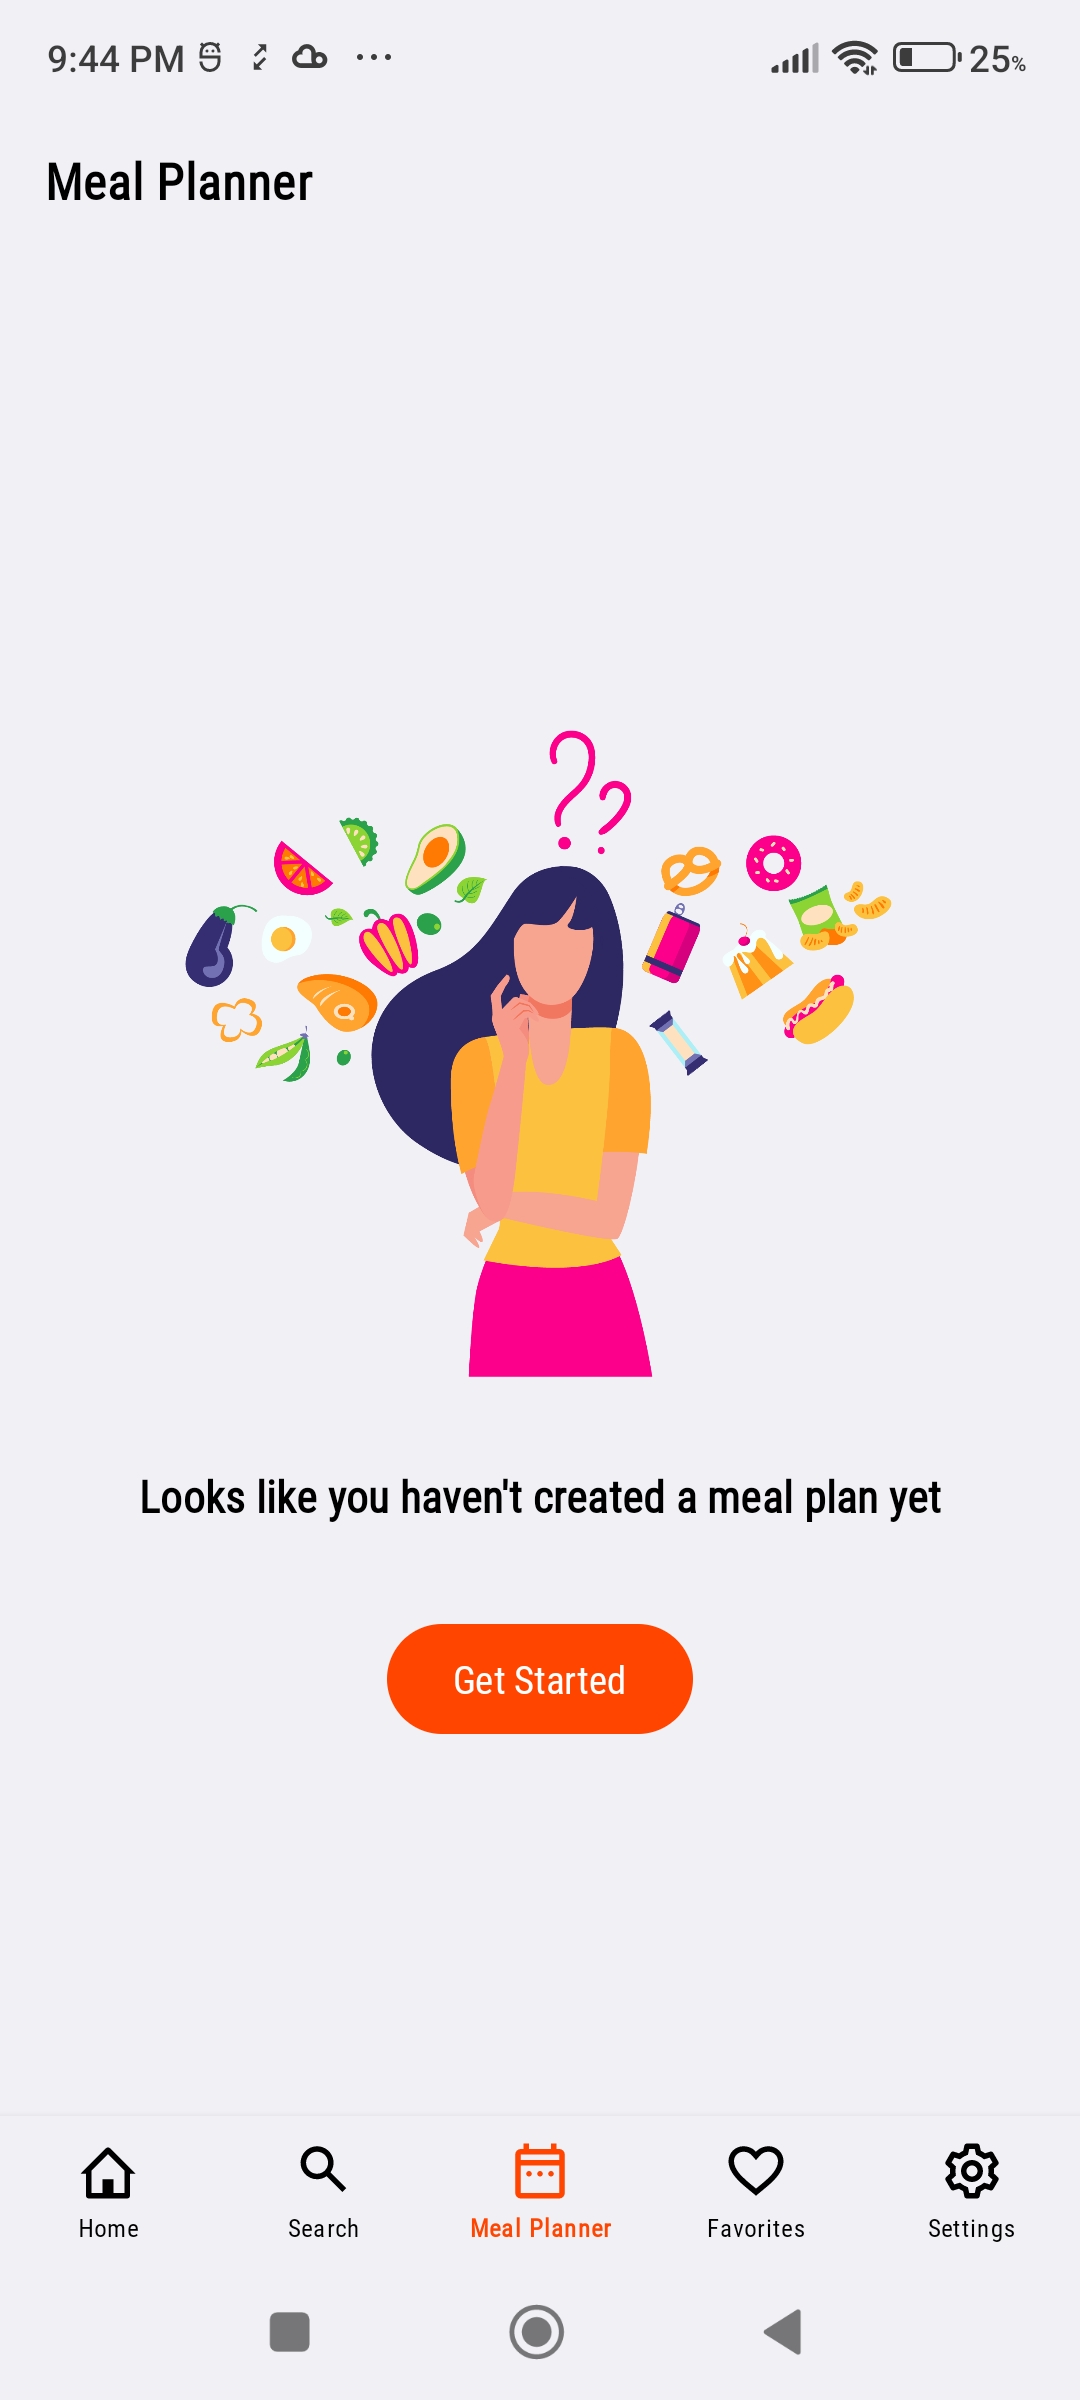 9:44 PM
25%
Meal Planner
Looks like you haven't created a meal plan yet
Get Started
Home Search Meal Planner Favorites Settings